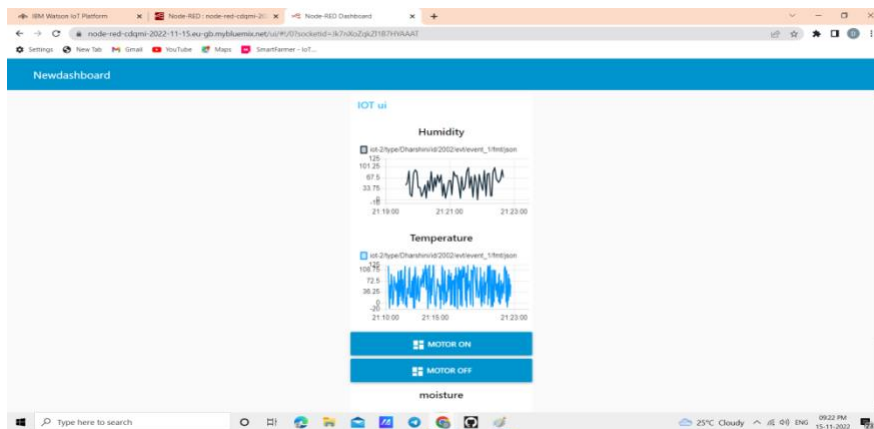 IBM Watson IoT Platform
Node-RED : node-red-cdqmi-20
Node-RED Dashboard
node-red-cdqmi-2022-11-15.eu-gb.mybluemix.net/ui/#!/0?socketid=
Settings
New Tab
Gmail
YouTube
Maps
SmartFarmer - IoT...
Newdashboard
IOT ui
Humidity
iot-2/type/Dharshini/id/2002/evt/event_1/fmt/json
125
101.25
67.5
33.75
21:19:00 21:21:00 21:23:00
Temperature
iot-2/type/Dharshini/id/2002/evt/event_1/fmt/json
125
72.5
36.25
21:10:00 21:15:00 21:23:00
MOTOR ON
MOTOR OFF
moisture
Type here to search
25°C Cloudy
ENG
09:22 PM
15-11-2022